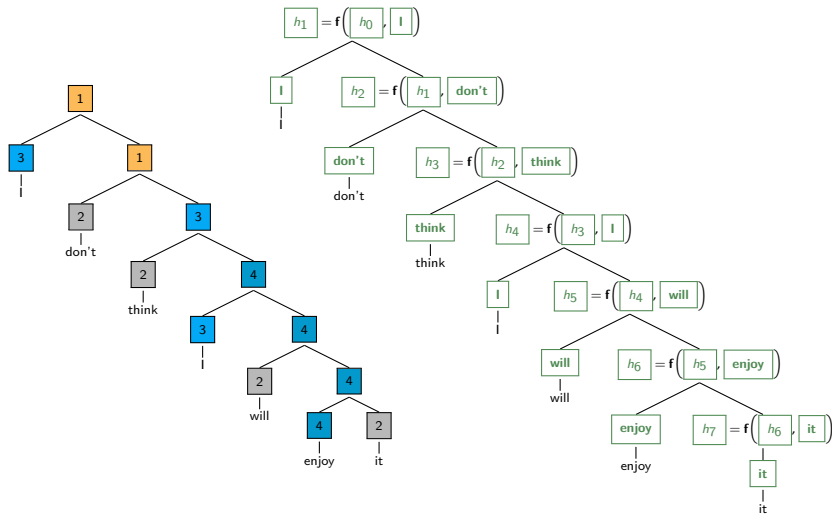 1
3
1
I
2
3
don't
2
4
think
3
4
I
2
4
will
4
2
enjoy
it
h₁ = f(h₀, I)
I
h₂ = f(h₁, don't)
I
don't
h₃ = f(h₂, think)
don't
think
h₄ = f(h₃, I)
think
I
h₅ = f(h₄, will)
I
will
h₆ = f(h₅, enjoy)
will
enjoy
h₇ = f(h₆, it)
enjoy
it
it